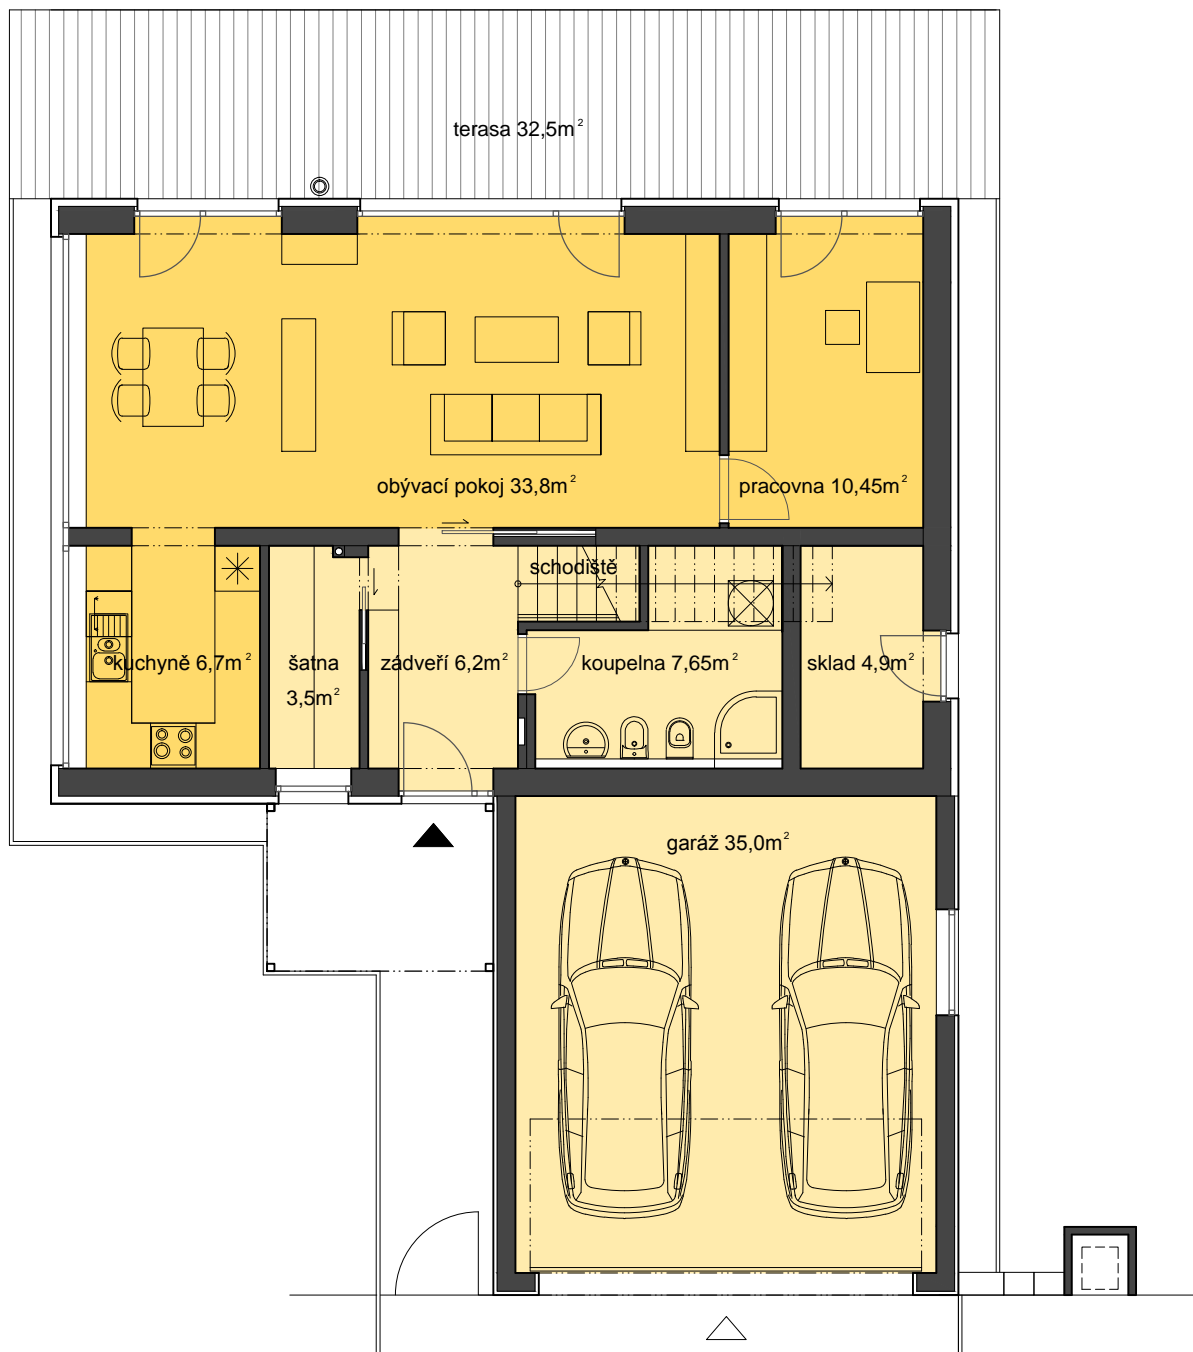 terasa 32,5m²
obývací pokoj 33,8m²
pracovna 10,45m²
schodiště
kuchyně 6,7m²
šatna
3,5m²
zádveří 6,2m²
koupelna 7,65m²
sklad 4,9m²
garáž 35,0m²